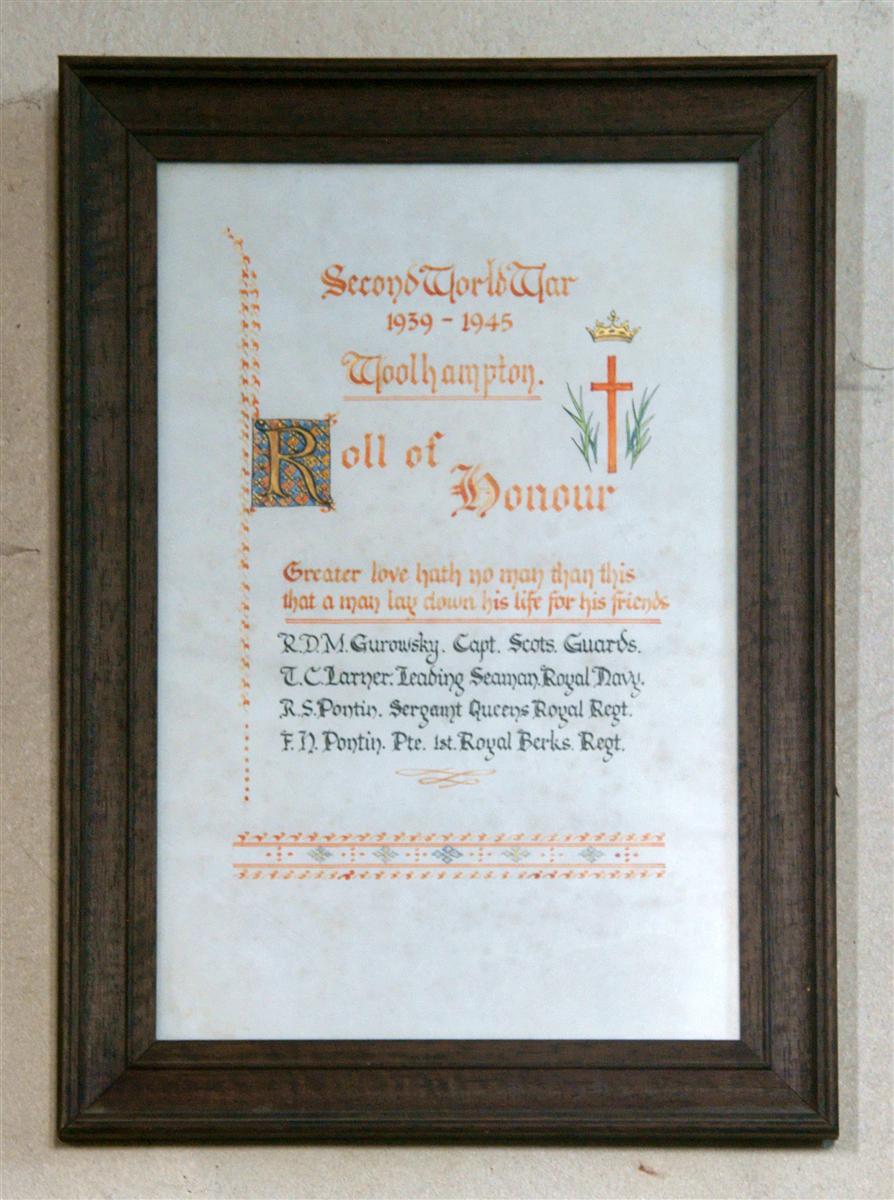 Second World War
1939 - 1945
Woolhampton.
Roll of
Honour
Greater love hath no man than this
that a man lay down his life for his friends
R.D.M. Gurowsky. Capt. Scots. Guards.
T.C. Larner. Leading Seaman. Royal Navy.
R.S. Pontin. Sergamt Queens Royal Regt.
F.N. Pontin. Pte. 1st. Royal Berks. Regt.